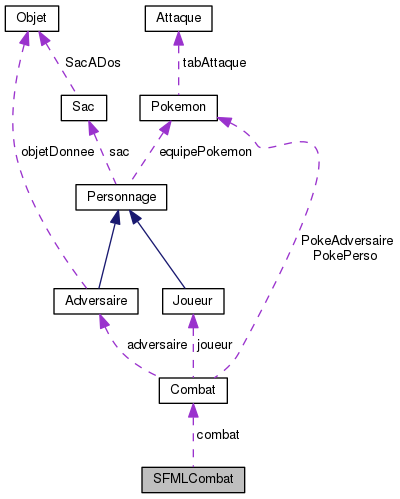 Objet
Attaque
SacADos
tabAttaque
Sac
Pokemon
objetDonnee
sac
equipePokemon
Personnage
PokeAdversaire
PokePerso
Adversaire
Joueur
adversaire
joueur
Combat
combat
SFMLCombat